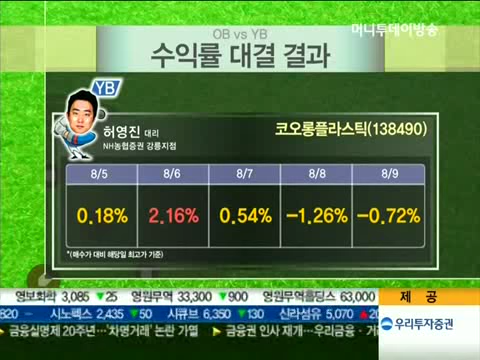 OB vs YB
머니투데이방송
수익률 대결 결과
YB
허영진 대리
NH농협증권 강릉지점
코오롱플라스틱(138490)
8/5 8/6 8/7 8/8 8/9
0.18% 2.16% 0.54% -1.26% -0.72%
*(매수가 대비 해당일 최고가 기준)
영보화학 3,085 ▼25 영원무역 33,300 ▼900 영원무역홀딩스 63,000
820 - 시노펙스 2,435 ▼50 시큐브 6,350 ▼130 신라섬유 5,070 ▲20
금융실명제 20주년…'차명거래' 논란 가열 ▶ 금융권 인사 재개…우리금융·거
제 공
우리투자증권